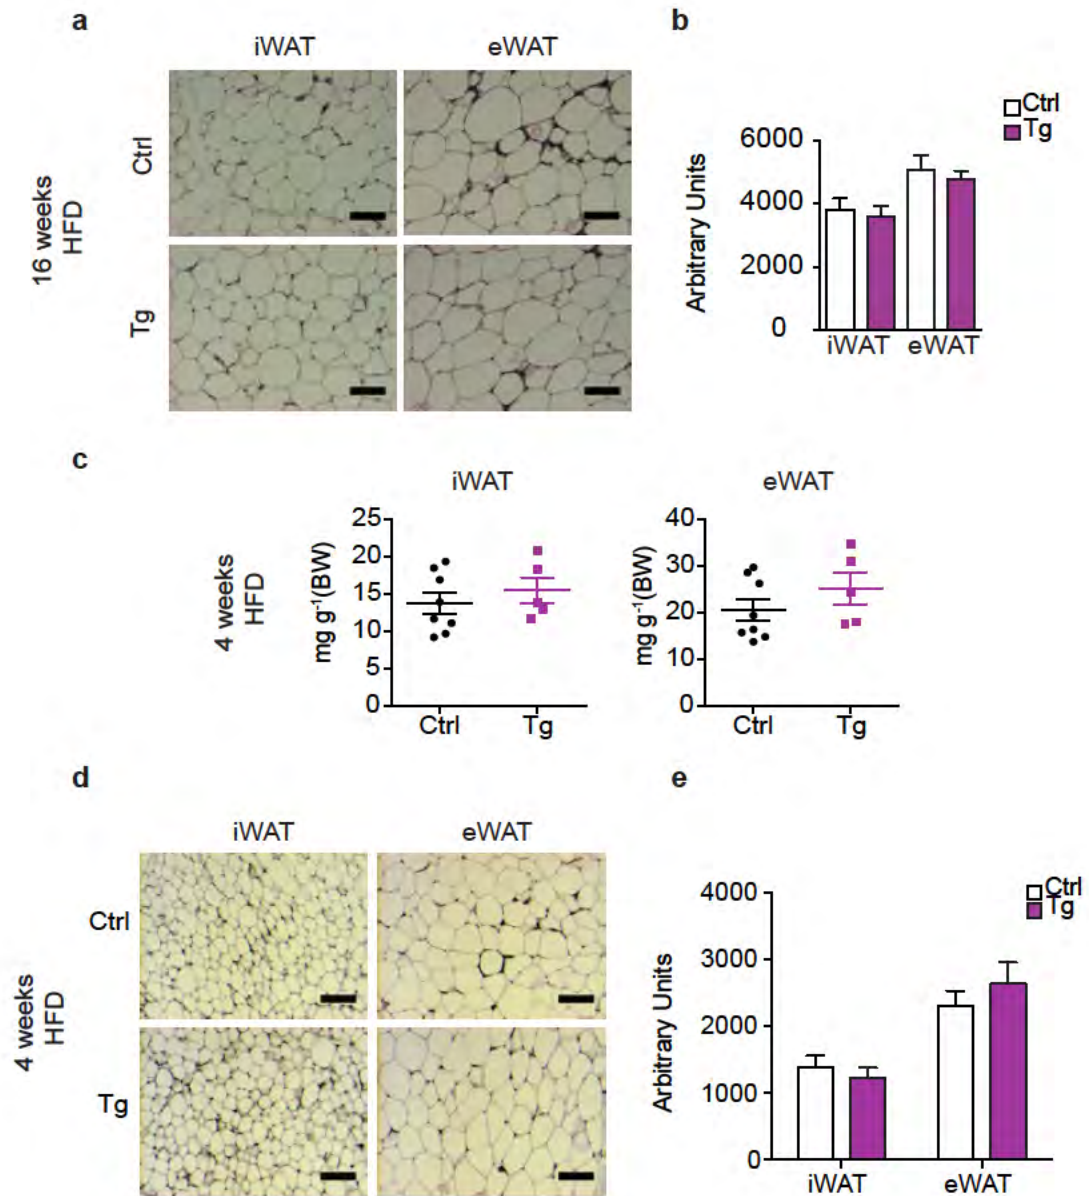 a
iWAT eWAT
16 weeks
HFD
Ctrl
Tg
b
Ctrl
Tg
Arbitrary Units
6000
4000
2000
0
iWAT eWAT
c
4 weeks
HFD
iWAT
mg g⁻¹(BW)
25
20
15
10
5
0
Ctrl Tg
eWAT
mg g⁻¹(BW)
40
30
20
10
0
Ctrl Tg
d
iWAT eWAT
4 weeks
HFD
Ctrl
Tg
e
Ctrl
Tg
Arbitrary Units
4000
3000
2000
1000
0
iWAT eWAT